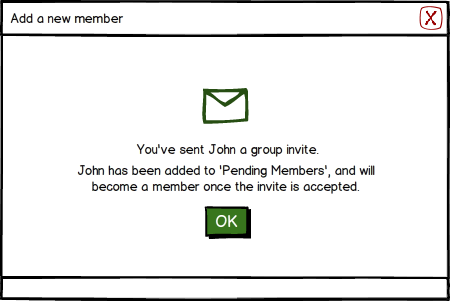 Add a new member
You've sent John a group invite.
John has been added to 'Pending Members', and will
become a member once the invite is accepted.
OK